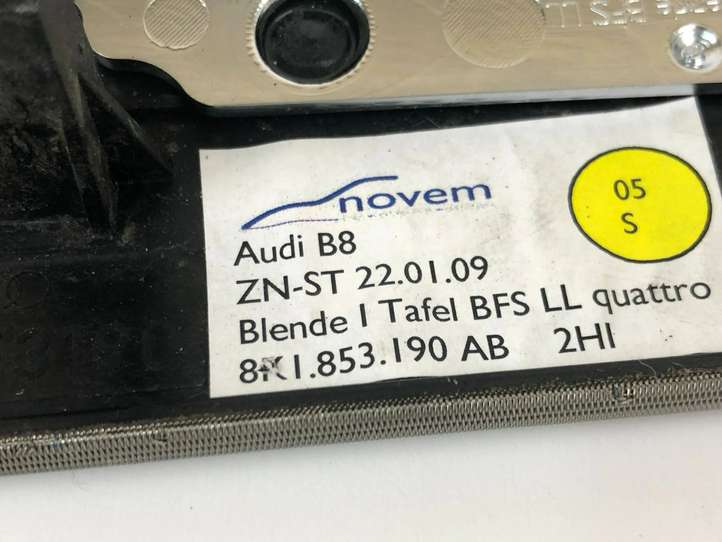 novem
05
S
Audi B8
ZN-ST 22.01.09
Blende I Tafel BFS LL quattro
8K1.853.190 AB 2HI